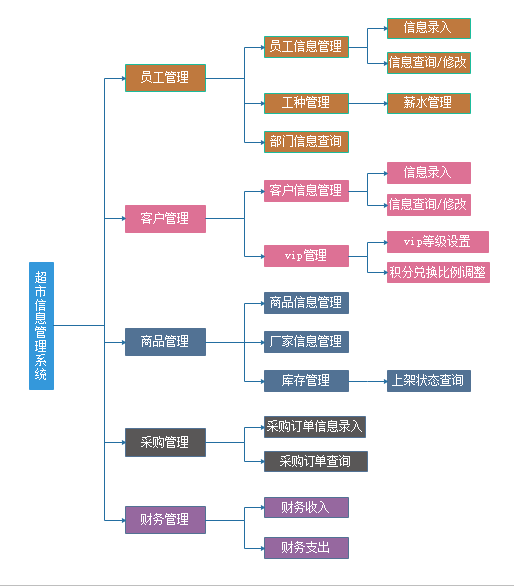 超市信息管理系统
员工管理
员工信息管理
信息录入
信息查询/修改
工种管理
薪水管理
部门信息查询
客户管理
客户信息管理
信息录入
信息查询/修改
vip管理
vip等级设置
积分兑换比例调整
商品管理
商品信息管理
厂家信息管理
库存管理
上架状态查询
采购管理
采购订单信息录入
采购订单查询
财务管理
财务收入
财务支出